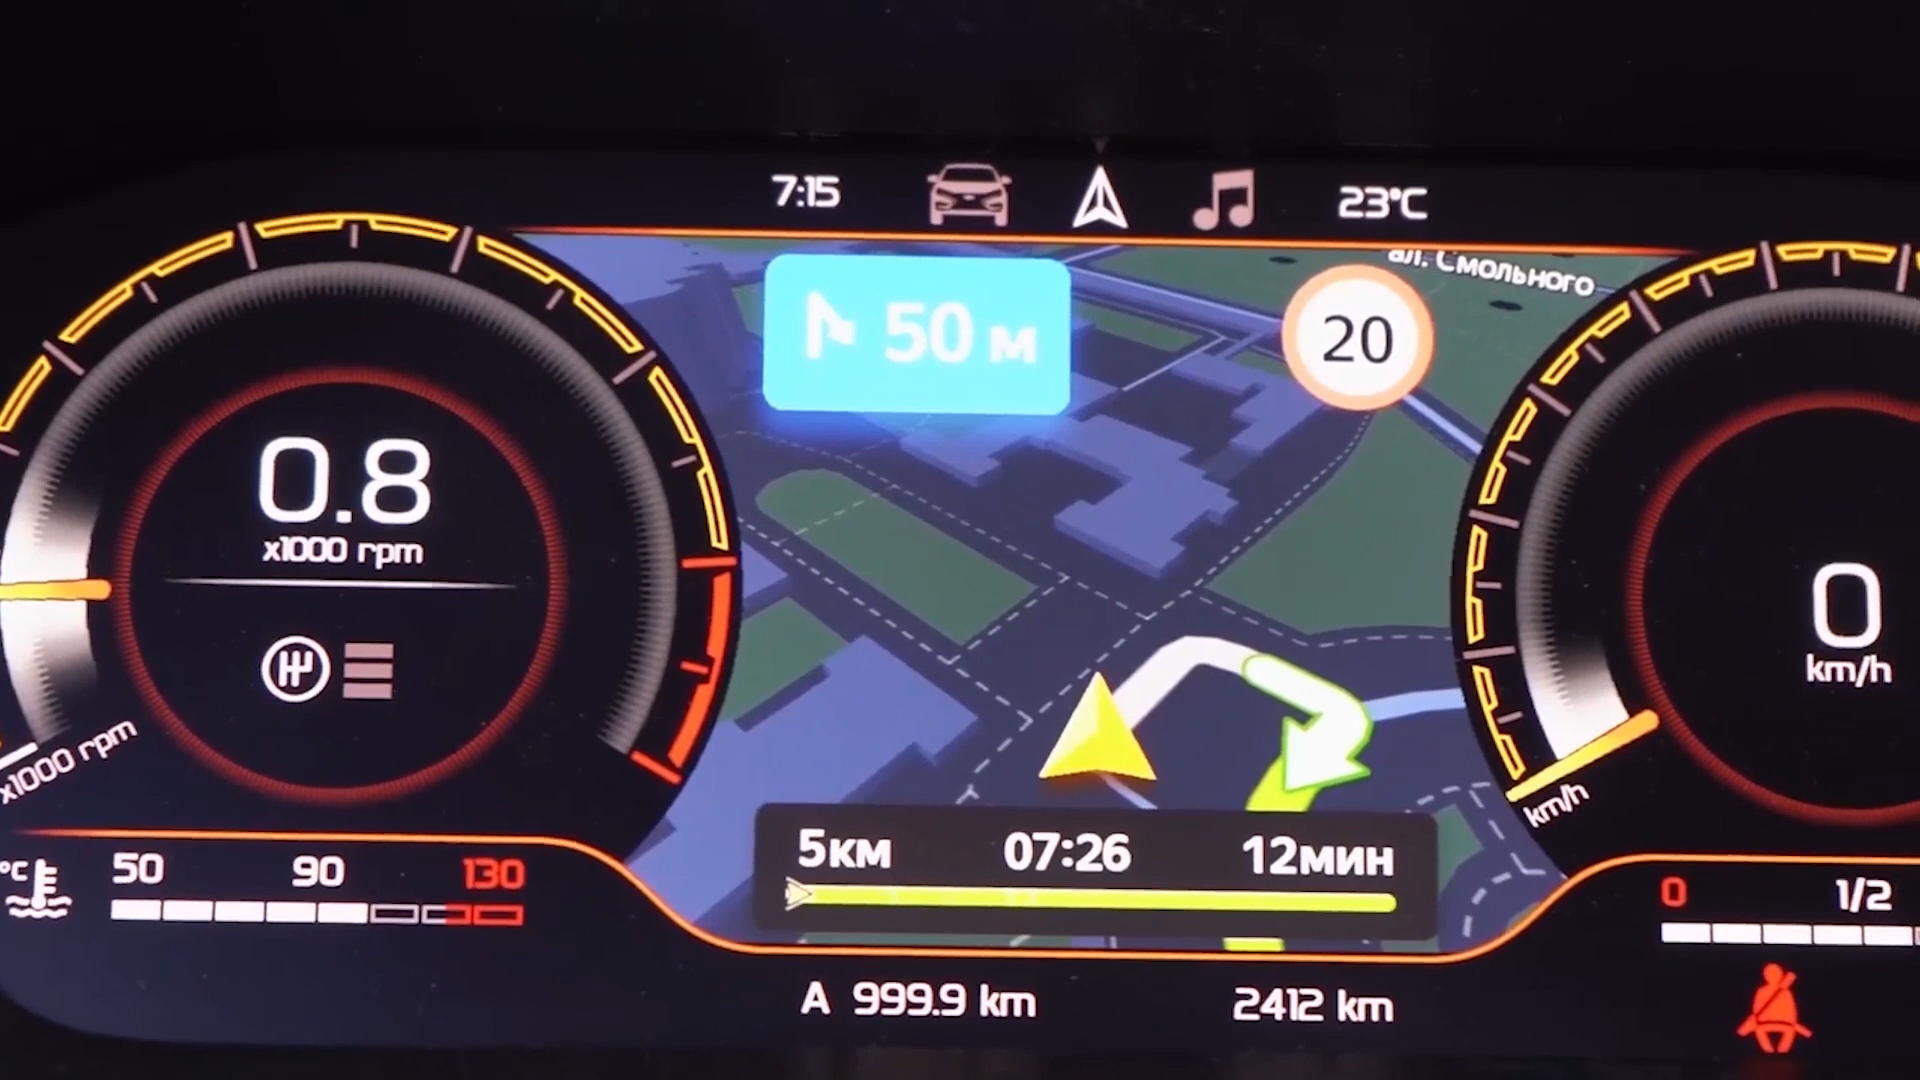 7:15
23°C
ал. Смольного
50 м
20
0.8
x1000 rpm
0
km/h
x1000 rpm
km/h
5км 07:26 12мин
°C 50 90 130
0 1/2
A 999.9 km 2412 km